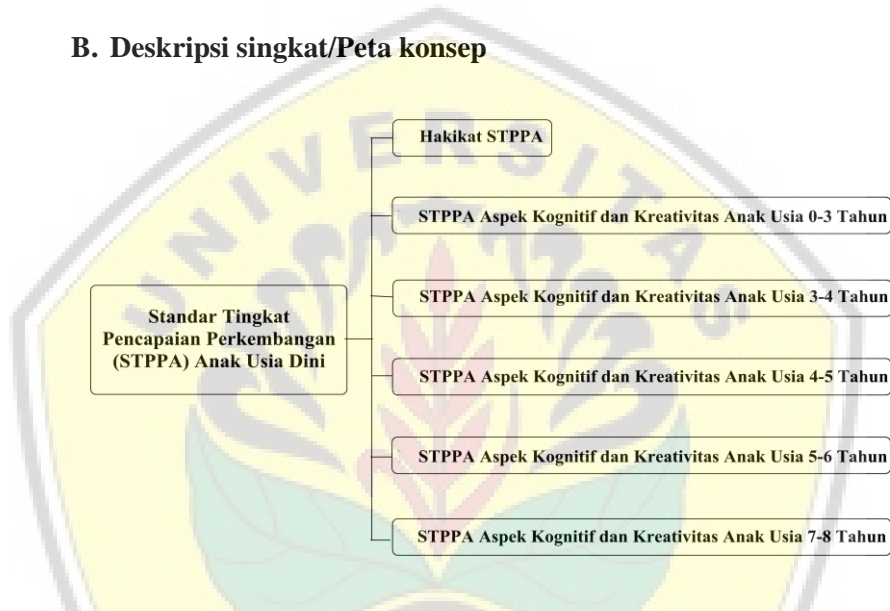 B. Deskripsi singkat/Peta konsep
UNIVERSITAS
Hakikat STPPA
STPPA Aspek Kognitif dan Kreativitas Anak Usia 0-3 Tahun
STPPA Aspek Kognitif dan Kreativitas Anak Usia 3-4 Tahun
Standar Tingkat
Pencapaian Perkembangan
(STPPA) Anak Usia Dini
STPPA Aspek Kognitif dan Kreativitas Anak Usia 4-5 Tahun
STPPA Aspek Kognitif dan Kreativitas Anak Usia 5-6 Tahun
STPPA Aspek Kognitif dan Kreativitas Anak Usia 7-8 Tahun